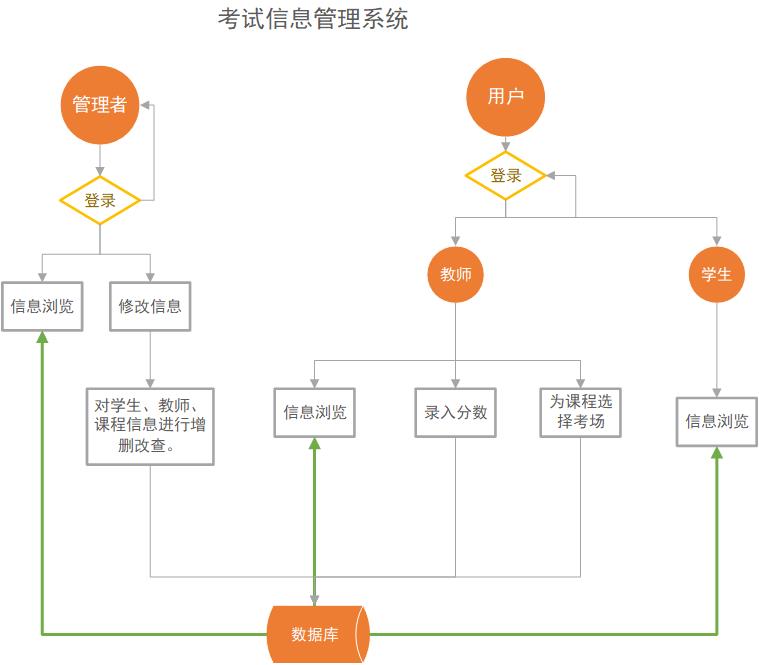 考试信息管理系统
管理者
用户
登录
登录
教师
学生
信息浏览
修改信息
对学生、教师、
课程信息进行增
删改查。
信息浏览
录入分数
为课程选
择考场
信息浏览
数据库